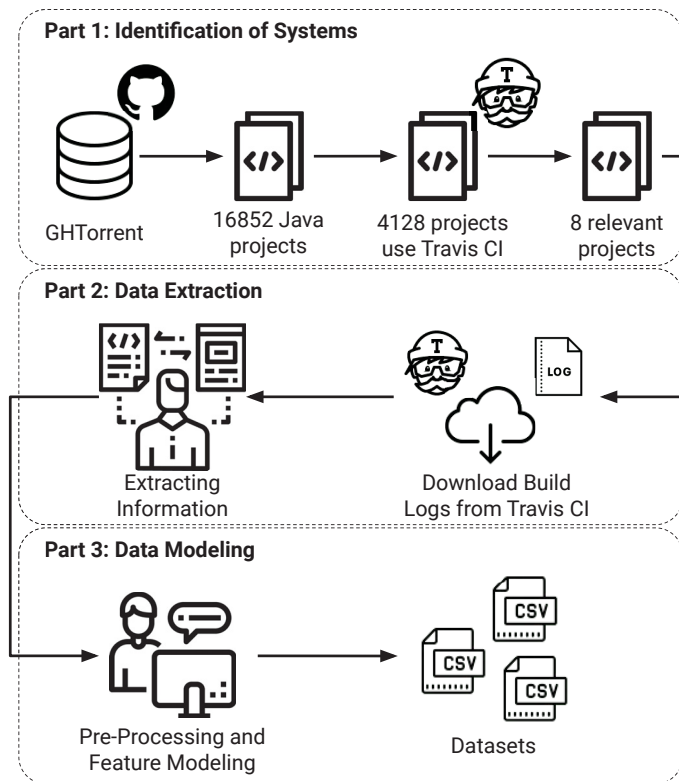 Part 1: Identification of Systems
T
GHTorrent
</>
16852 Java
projects
</>
4128 projects
use Travis CI
</>
8 relevant
projects
Part 2: Data Extraction
</>
Extracting
Information
T
LOG
Download Build
Logs from Travis CI
Part 3: Data Modeling
Pre-Processing and
Feature Modeling
CSV
CSV
CSV
Datasets